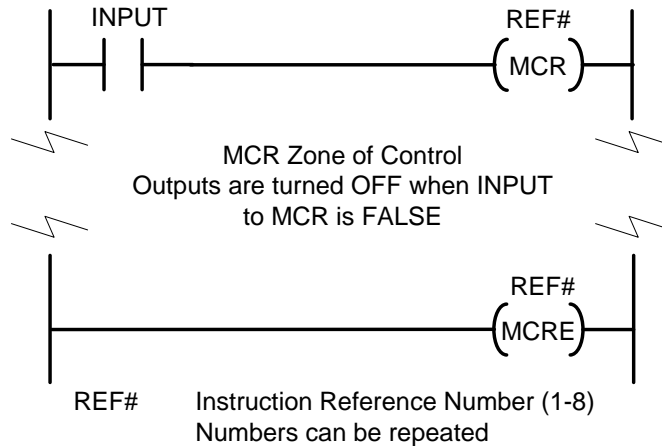 INPUT REF#
MCR
MCR Zone of Control
Outputs are turned OFF when INPUT
to MCR is FALSE
REF#
MCRE
REF# Instruction Reference Number (1-8)
Numbers can be repeated